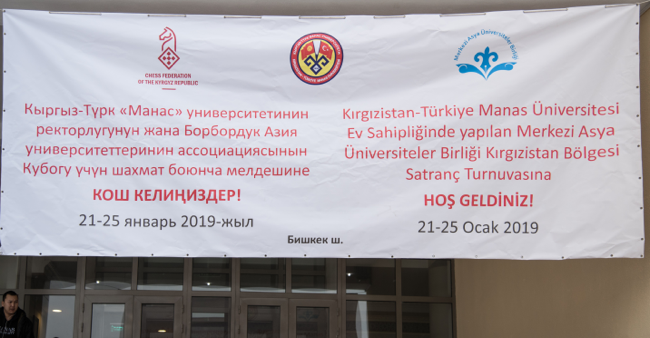 CHESS FEDERATION
OF THE KYRGYZ REPUBLIC
Merkezi Asya Üniversiteler Birligi
Кыргыз-Түрк «Манас» университетинин
ректорлугунун жана Борбордук Азия
университеттеринин ассоциациясынын
Кубогу үчүн шахмат боюнча мелдешине
КОШ КЕЛИҢИЗДЕР!
21-25 январь 2019-жыл
Kırgızistan-Türkiye Manas Üniversitesi
Ev Sahipliğinde yapılan Merkezi Asya
Üniversiteler Birliği Kırgızistan Bölgesi
Satranç Turnuvasına
HOŞ GELDİNİZ!
21-25 Ocak 2019
Бишкек ш.